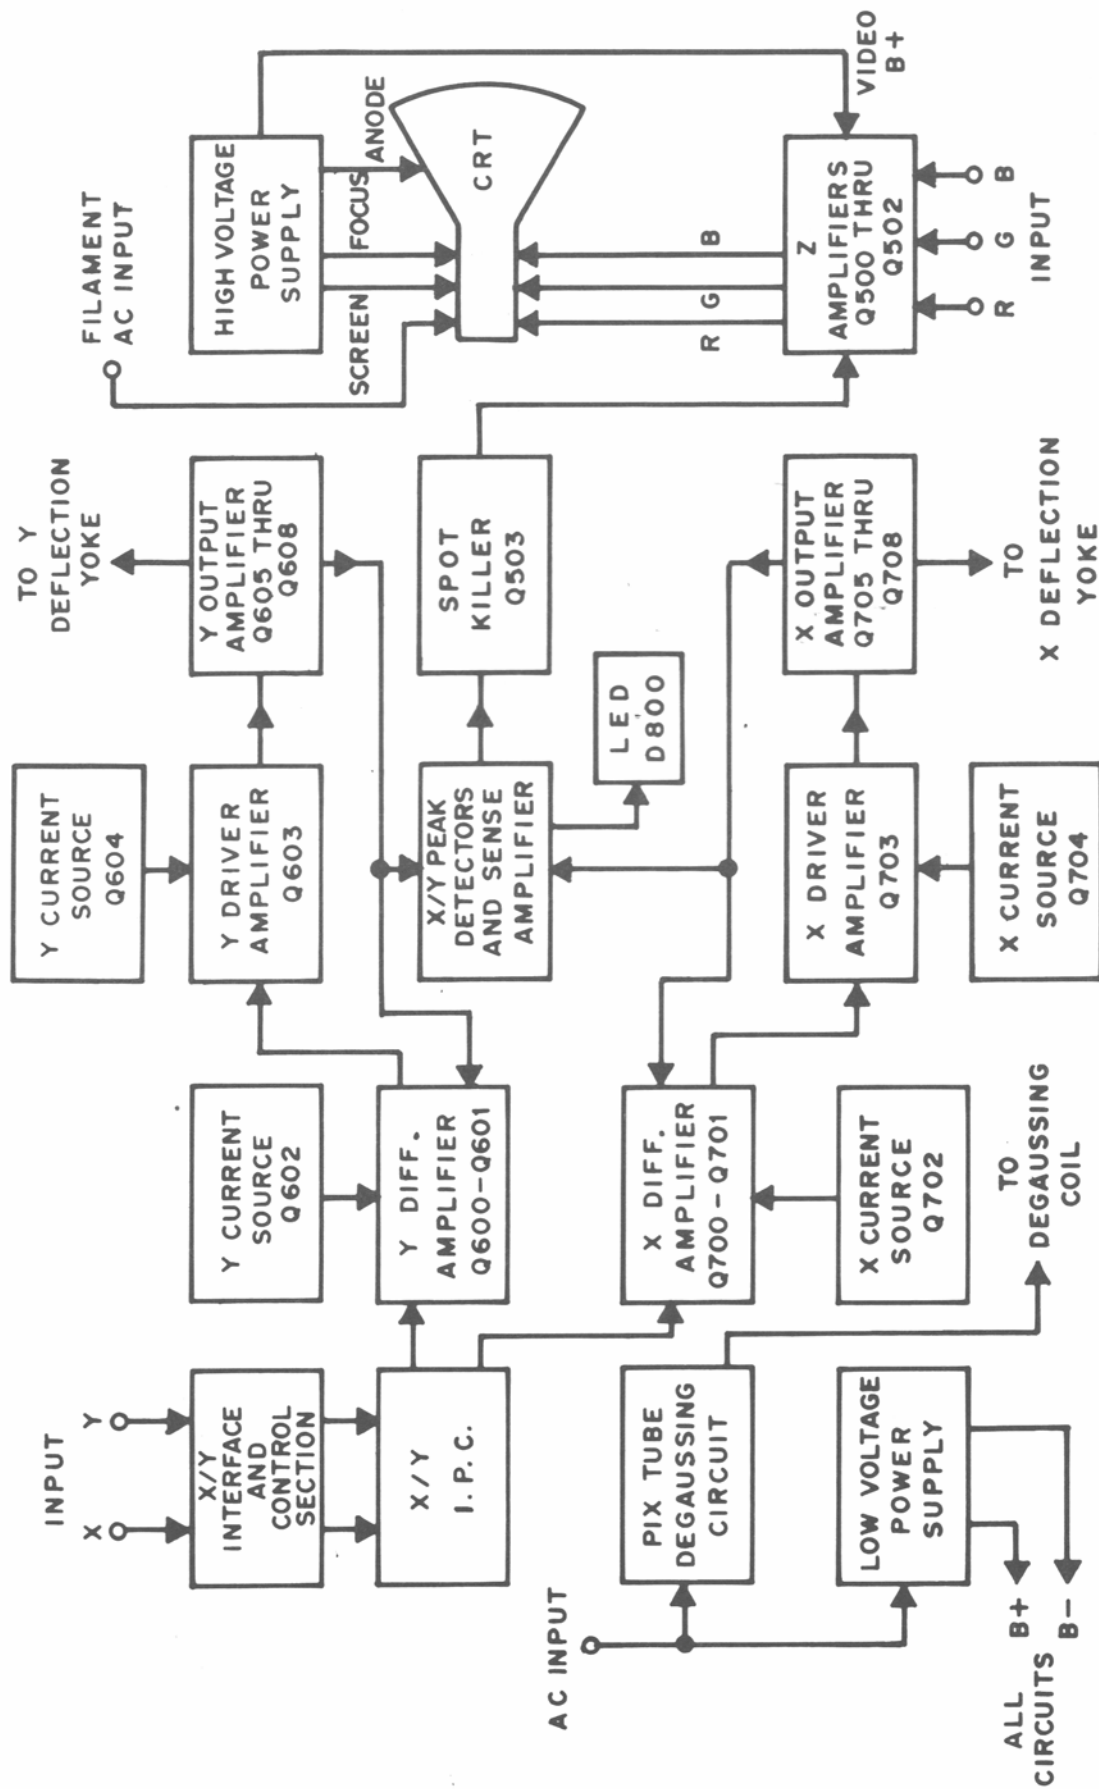 INPUT
X
Y
X/Y
INTERFACE
AND
CONTROL
SECTION
X/Y
I. P. C.
AC INPUT
PIX TUBE
DEGAUSSING
CIRCUIT
LOW VOLTAGE
POWER
SUPPLY
ALL
CIRCUITS
B+
B-
Y CURRENT
SOURCE
Q602
Y DIFF.
AMPLIFIER
Q600-Q601
X DIFF.
AMPLIFIER
Q700-Q701
X CURRENT
SOURCE
Q702
TO
DEGAUSSING
COIL
Y CURRENT
SOURCE
Q604
Y DRIVER
AMPLIFIER
Q603
X/Y PEAK
DETECTORS
AND SENSE
AMPLIFIER
LED
D800
X DRIVER
AMPLIFIER
Q703
X CURRENT
SOURCE
Q704
TO Y
DEFLECTION
YOKE
Y OUTPUT
AMPLIFIER
Q605 THRU
Q608
SPOT
KILLER
Q503
X OUTPUT
AMPLIFIER
Q705 THRU
Q708
TO
X DEFLECTION
YOKE
FILAMENT
AC INPUT
HIGH VOLTAGE
POWER
SUPPLY
SCREEN
FOCUS
ANODE
CRT
R
G
B
Z
AMPLIFIERS
Q500 THRU
Q502
VIDEO
B+
R
G
B
INPUT